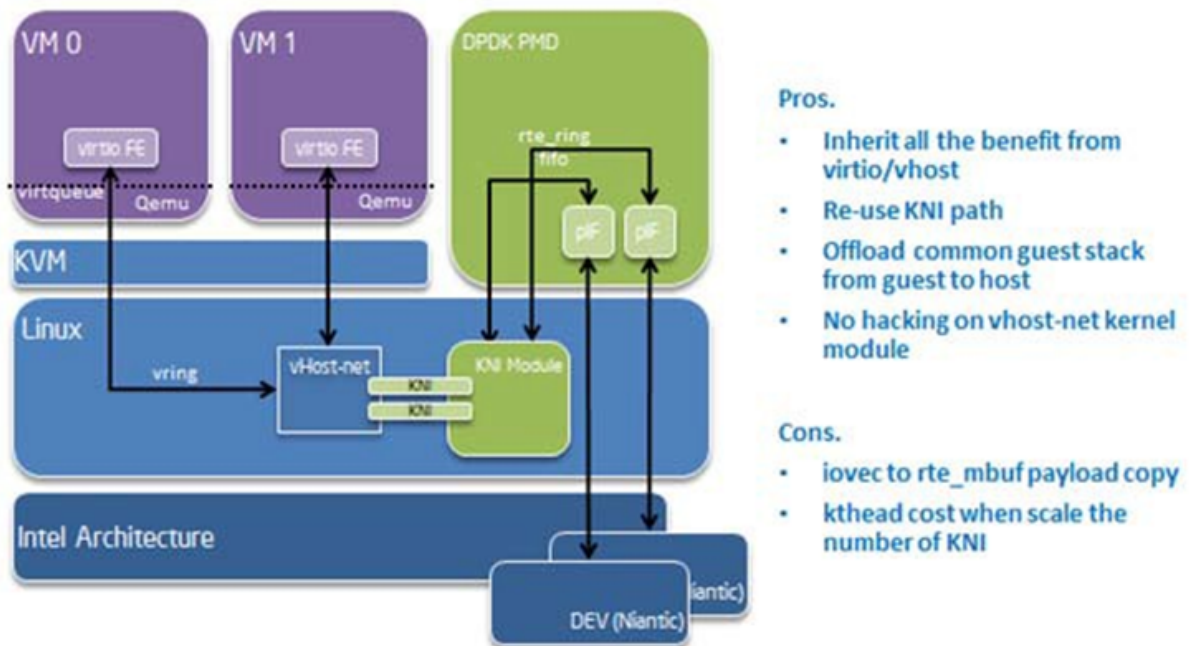 VM 0
VM 1
DPDK PMD
virtio FE
virtio FE
rte_ring
fifo
virtqueue
Qemu
Qemu
pIF
pIF
KVM
Linux
vHost-net
KNI Module
vring
KNI
KNI
Intel Architecture
iantic)
DEV (Niantic)
Pros.
• Inherit all the benefit from
virtio/vhost
• Re-use KNI path
• Offload common guest stack
from guest to host
• No hacking on vhost-net kernel
module
Cons.
• iovec to rte_mbuf payload copy
• kthead cost when scale the
number of KNI